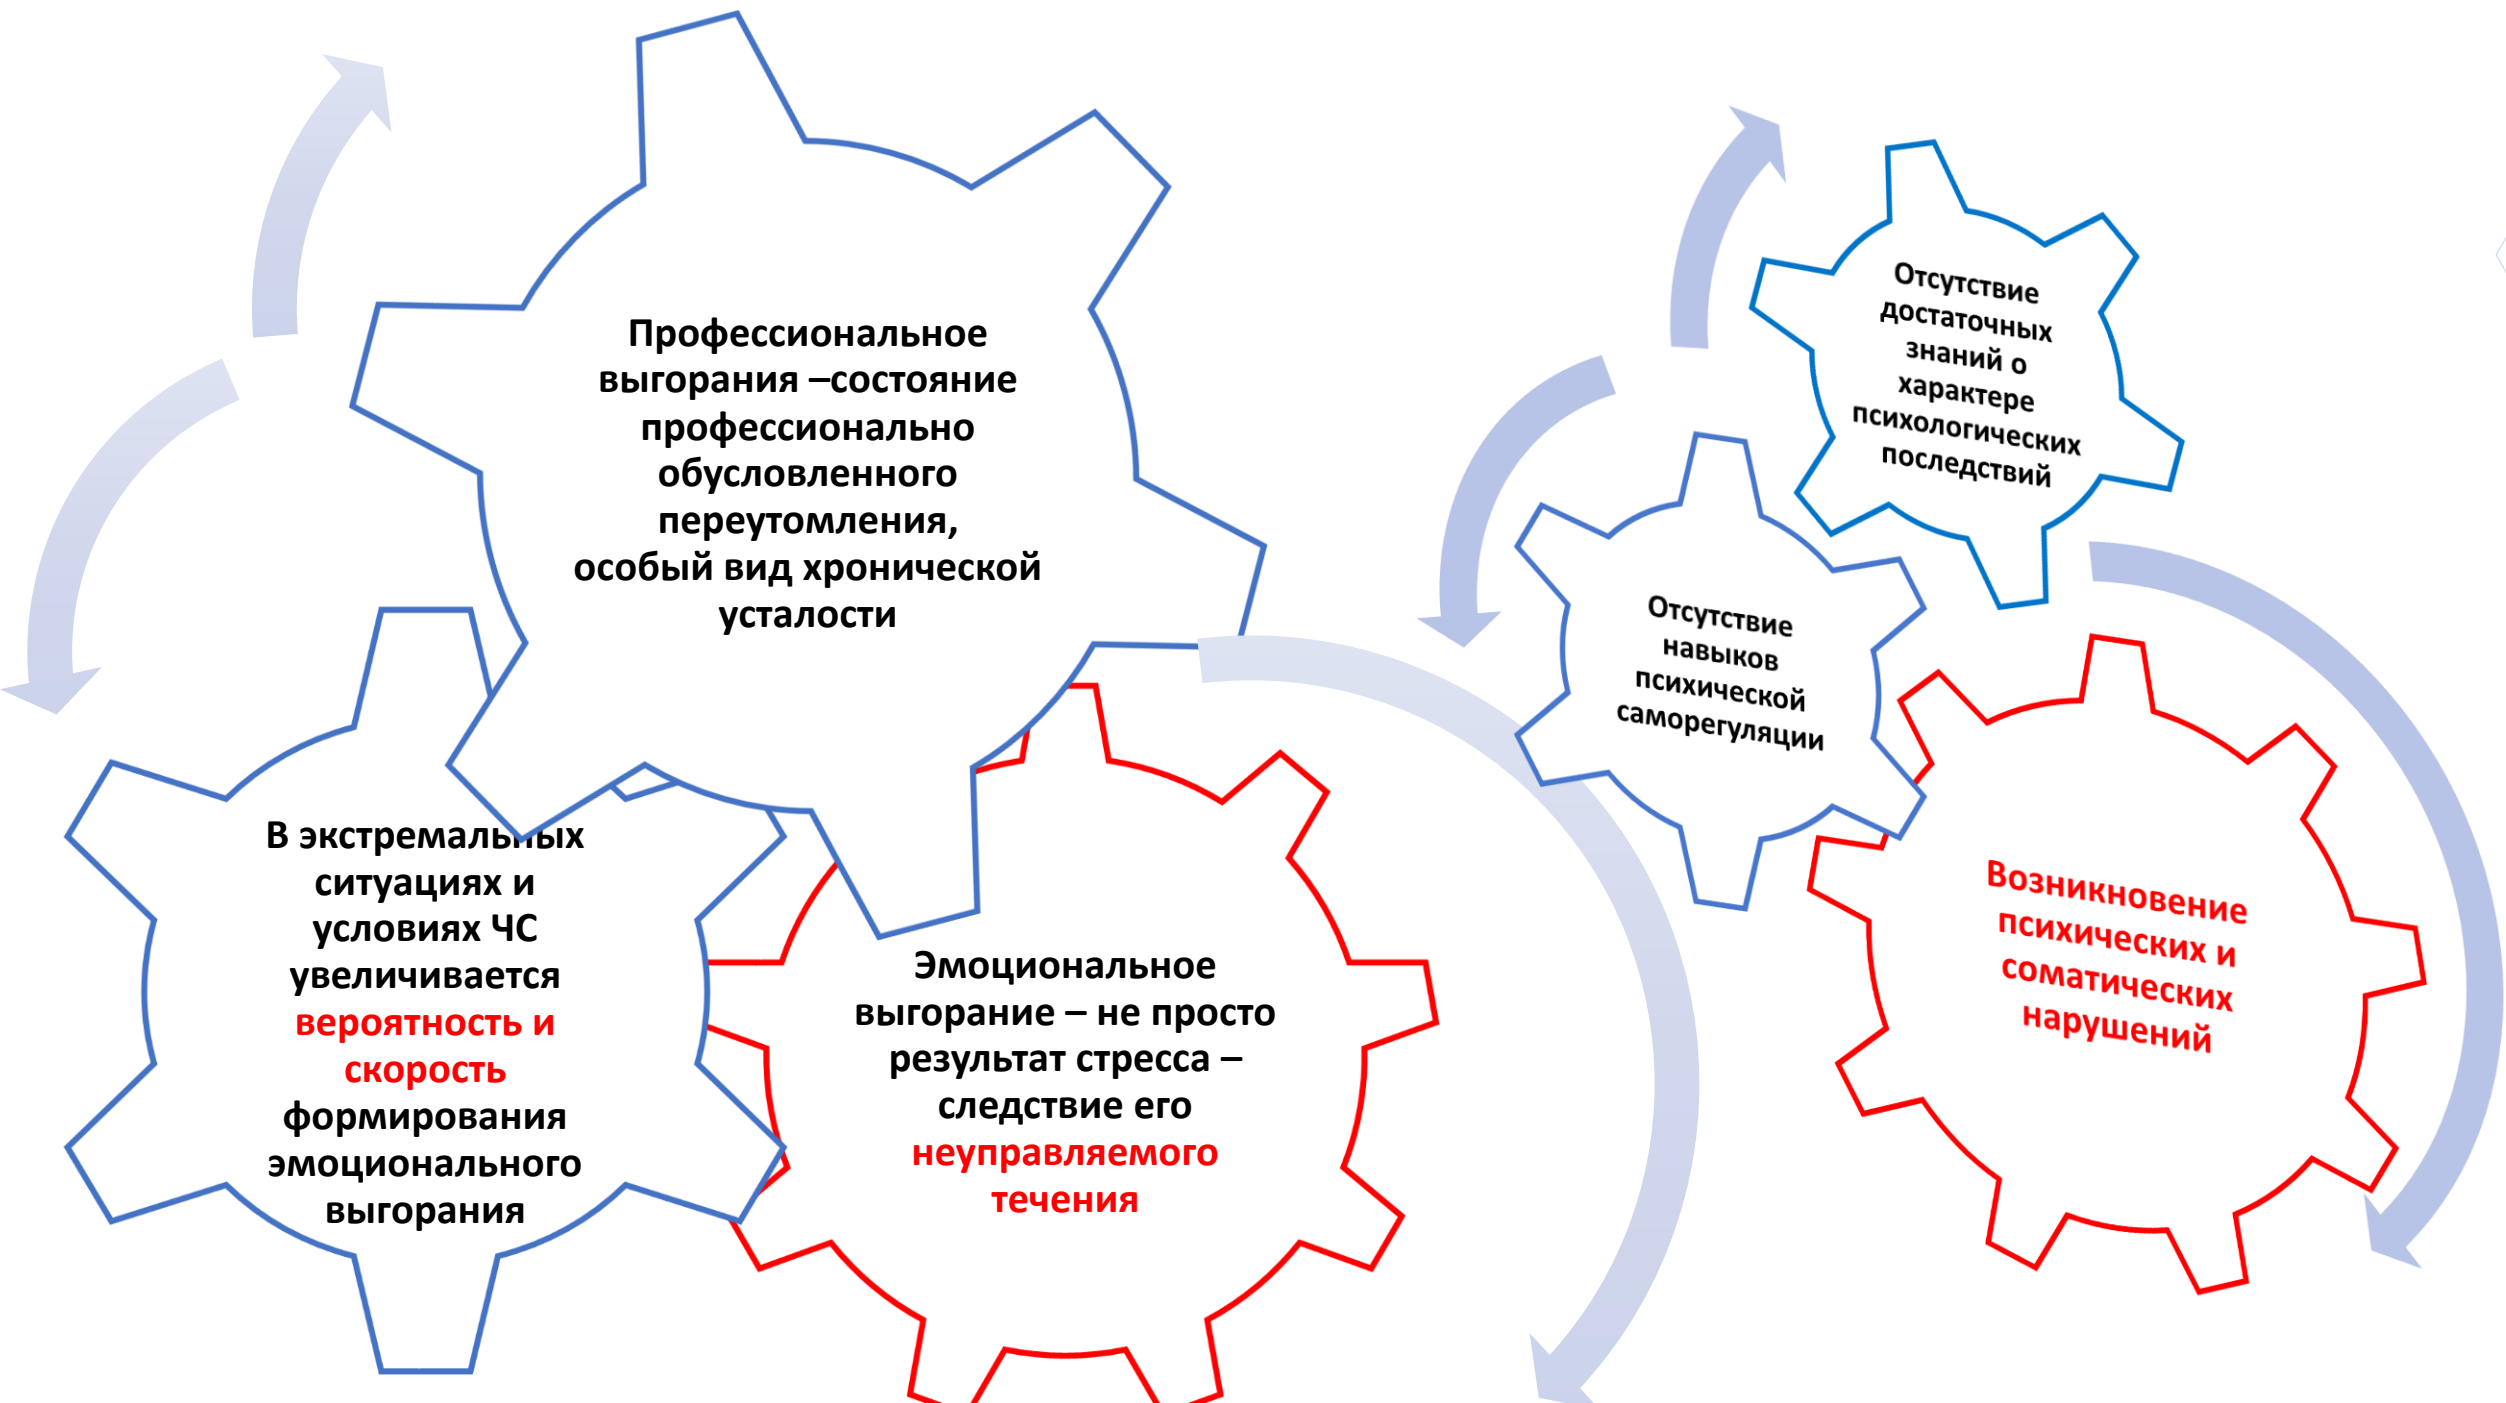 Профессиональное
выгорания –состояние
профессионально
обусловленного
переутомления,
особый вид хронической
усталости
В экстремальных
ситуациях и
условиях ЧС
увеличивается
вероятность и
скорость
формирования
эмоционального
выгорания
Эмоциональное
выгорание – не просто
результат стресса –
следствие его
неуправляемого
течения
Отсутствие
достаточных
знаний о
характере
психологических
последствий
Отсутствие
навыков
психической
саморегуляции
Возникновение
психических и
соматических
нарушений